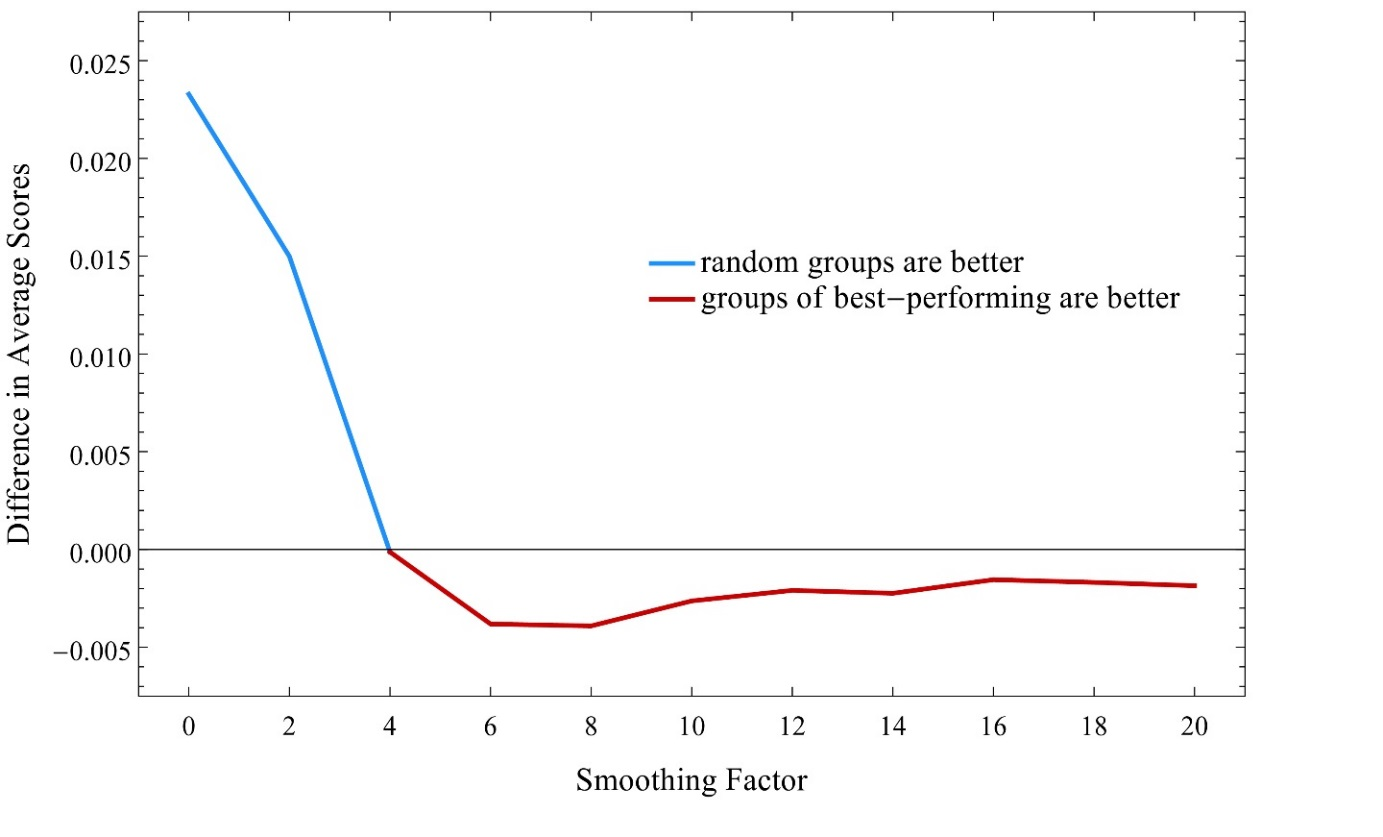 0.025
0.020
0.015
0.010
0.005
0.000
−0.005
Difference in Average Scores
random groups are better
groups of best−performing are better
0 2 4 6 8 10 12 14 16 18 20
Smoothing Factor